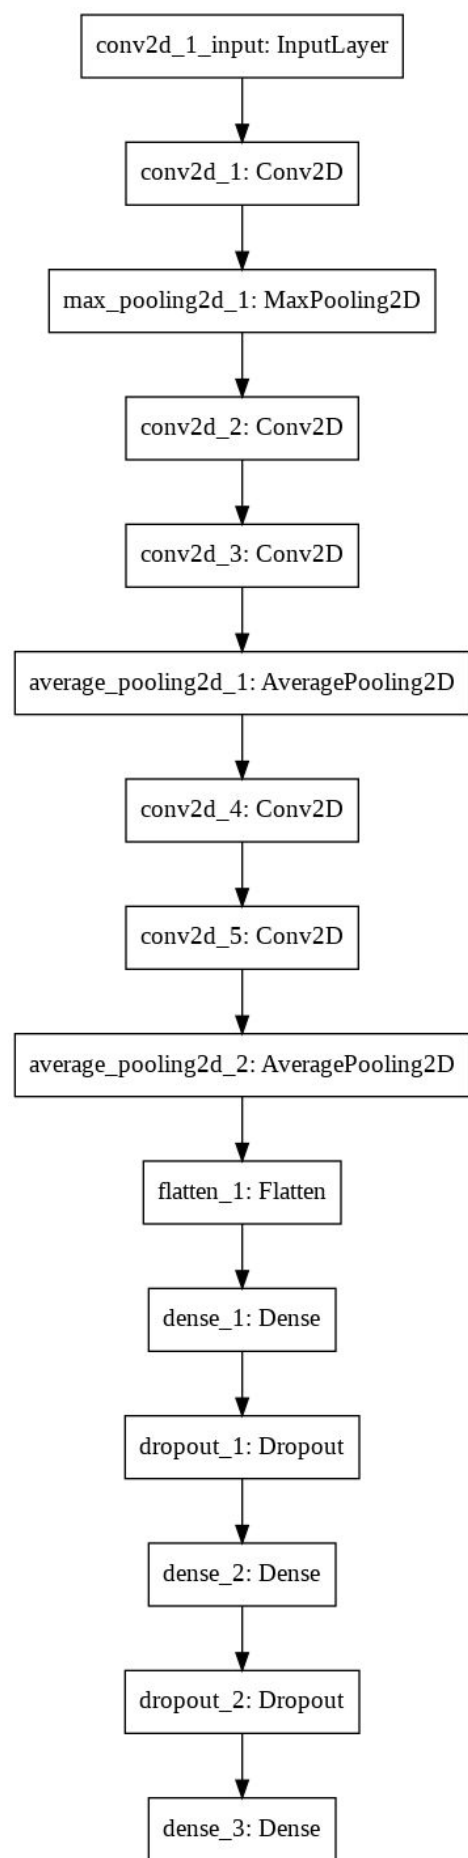 conv2d_1_input: InputLayer
conv2d_1: Conv2D
max_pooling2d_1: MaxPooling2D
conv2d_2: Conv2D
conv2d_3: Conv2D
average_pooling2d_1: AveragePooling2D
conv2d_4: Conv2D
conv2d_5: Conv2D
average_pooling2d_2: AveragePooling2D
flatten_1: Flatten
dense_1: Dense
dropout_1: Dropout
dense_2: Dense
dropout_2: Dropout
dense_3: Dense